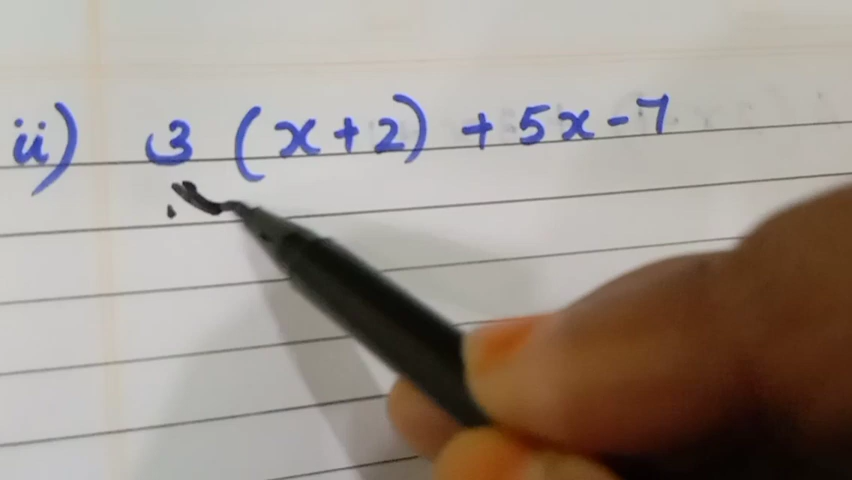 ii) 3 (x+2) + 5x-7